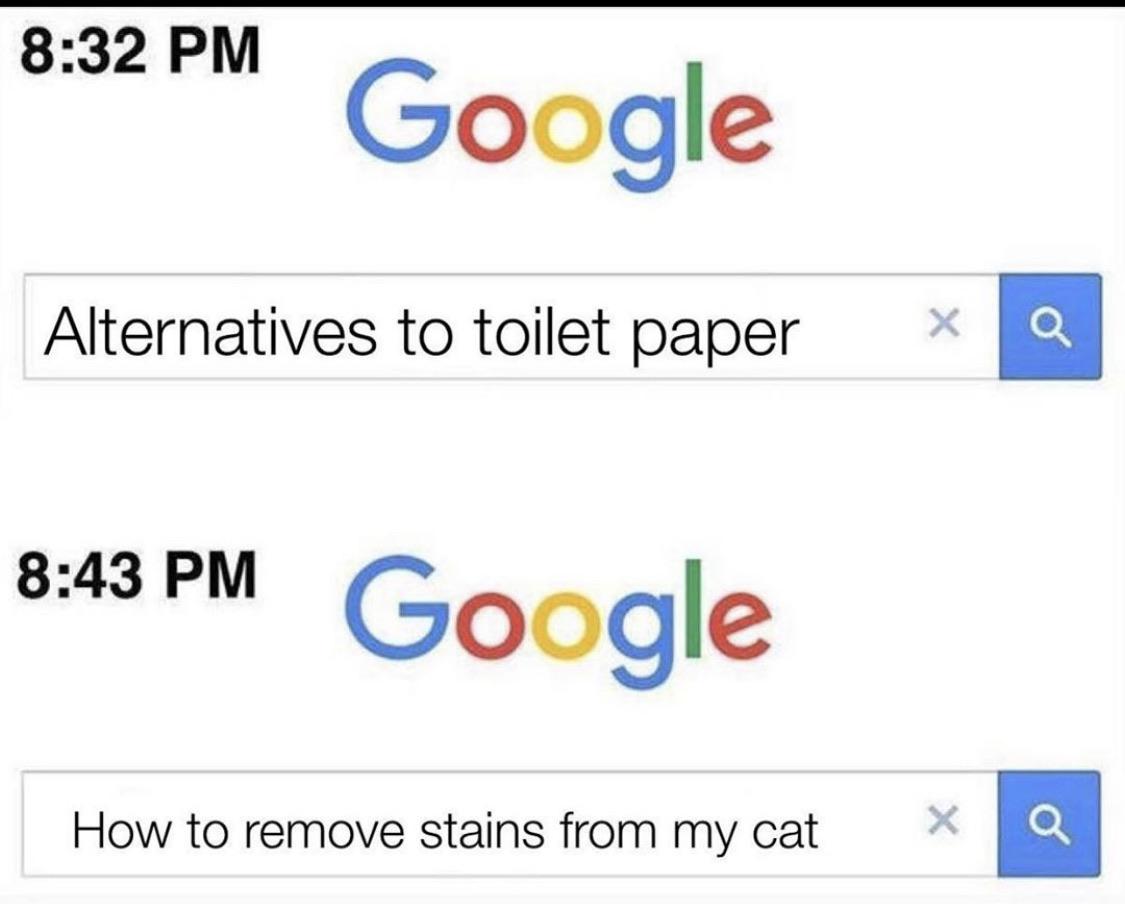 8:32 PM
Google
Alternatives to toilet paper
8:43 PM
Google
How to remove stains from my cat